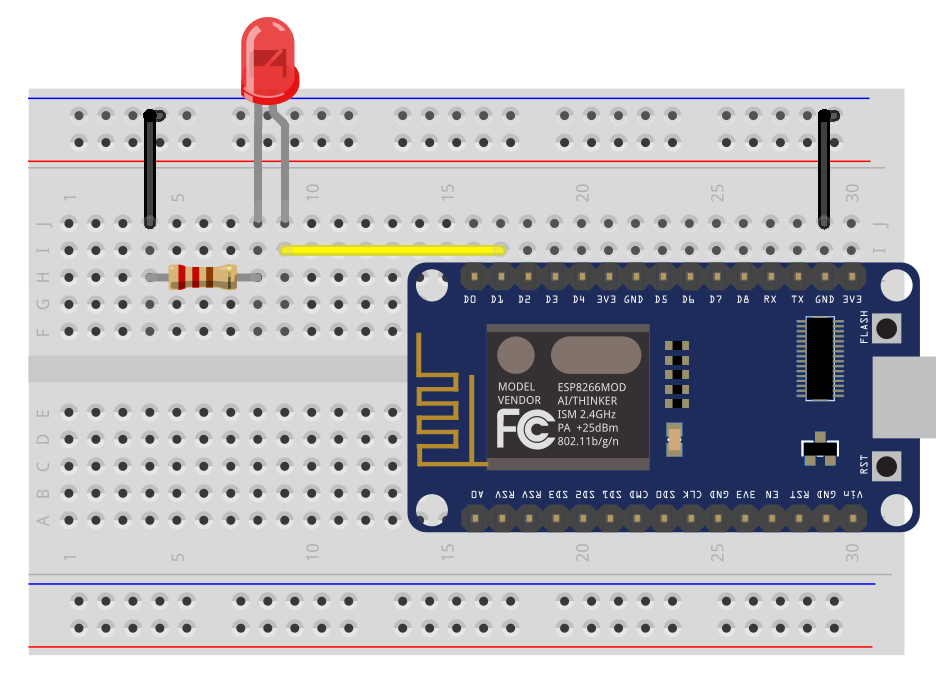 1 5 10 15 20 25 30
J J
I I
H
G
F
D0 D1 D2 D3 D4 3V3 GND D5 D6 D7 D8 RX TX GND 3V3
FLASH
MODEL
VENDOR
FC
ESP8266MOD
AI/THINKER
ISM 2.4GHz
PA +25dBm
802.11b/g/n
E
D
C
B
A
RST
A0 RSV RSV SD3 SD2 SD1 CMD SD0 CLK GND 3V3 EN RST GND Vin
1 5 10 15 20 25 30